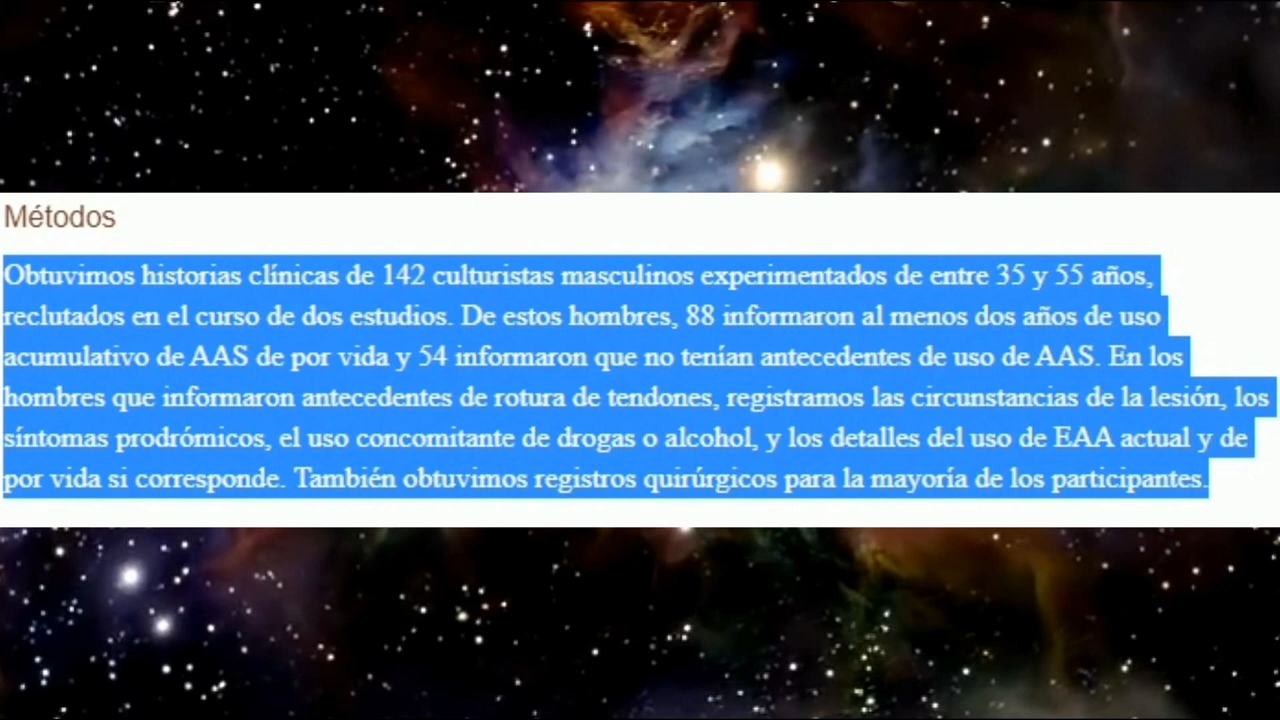 Métodos
Obtuvimos historias clínicas de 142 culturistas masculinos experimentados de entre 35 y 55 años,
reclutados en el curso de dos estudios. De estos hombres, 88 informaron al menos dos años de uso
acumulativo de AAS de por vida y 54 informaron que no tenían antecedentes de uso de AAS. En los
hombres que informaron antecedentes de rotura de tendones, registramos las circunstancias de la lesión, los
síntomas prodrómicos, el uso concomitante de drogas o alcohol, y los detalles del uso de EAA actual y de
por vida si corresponde. También obtuvimos registros quirúrgicos para la mayoría de los participantes.